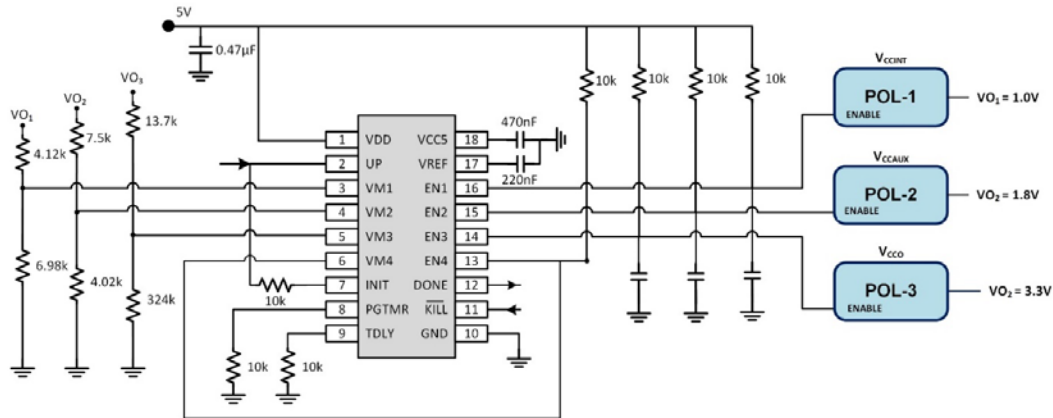 5V
0.47µF
VO1
VO2
VO3
4.12k
7.5k
13.7k
6.98k
4.02k
324k
10k
10k
10k
10k
10k
10k
10k
1 VDD VCC5 18
2 UP VREF 17
3 VM1 EN1 16
4 VM2 EN2 15
5 VM3 EN3 14
6 VM4 EN4 13
7 INIT DONE 12
8 PGTMR KILL 11
9 TDLY GND 10
470nF
220nF
VCCINT
POL-1
ENABLE
VO1 = 1.0V
VCCAUX
POL-2
ENABLE
VO2 = 1.8V
VCCO
POL-3
ENABLE
VO2 = 3.3V